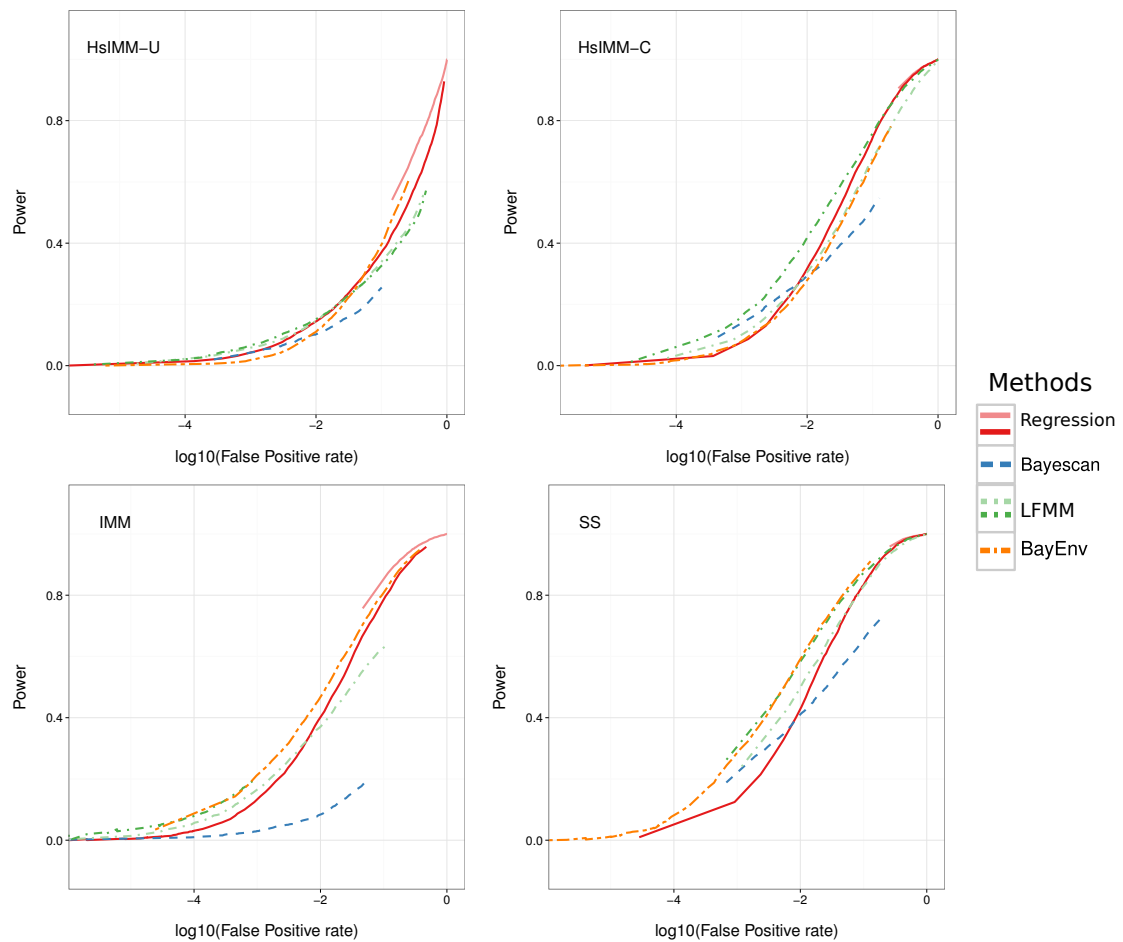 HsIMM−U
Power
0.8
0.4
0.0
−4
−2
0
log10(False Positive rate)
HsIMM−C
Power
0.8
0.4
0.0
−4
−2
0
log10(False Positive rate)
Methods
Regression
Bayescan
LFMM
BayEnv
IMM
Power
0.8
0.4
0.0
−4
−2
0
log10(False Positive rate)
SS
Power
0.8
0.4
0.0
−4
−2
0
log10(False Positive rate)